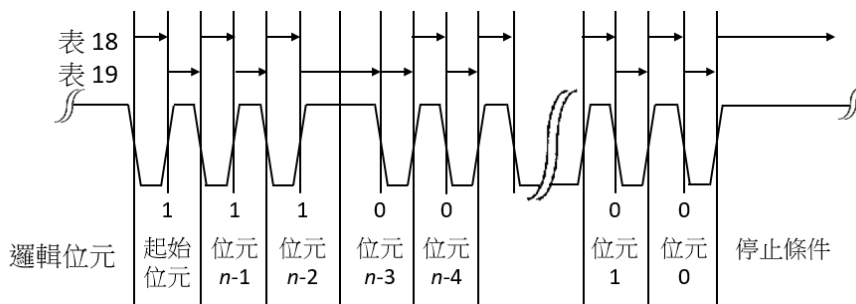 表 18
表 19
1 1 1 0 0 0 0
邏輯位元 起始位元 位元 n-1 位元 n-2 位元 n-3 位元 n-4 位元 1 位元 0 停止條件